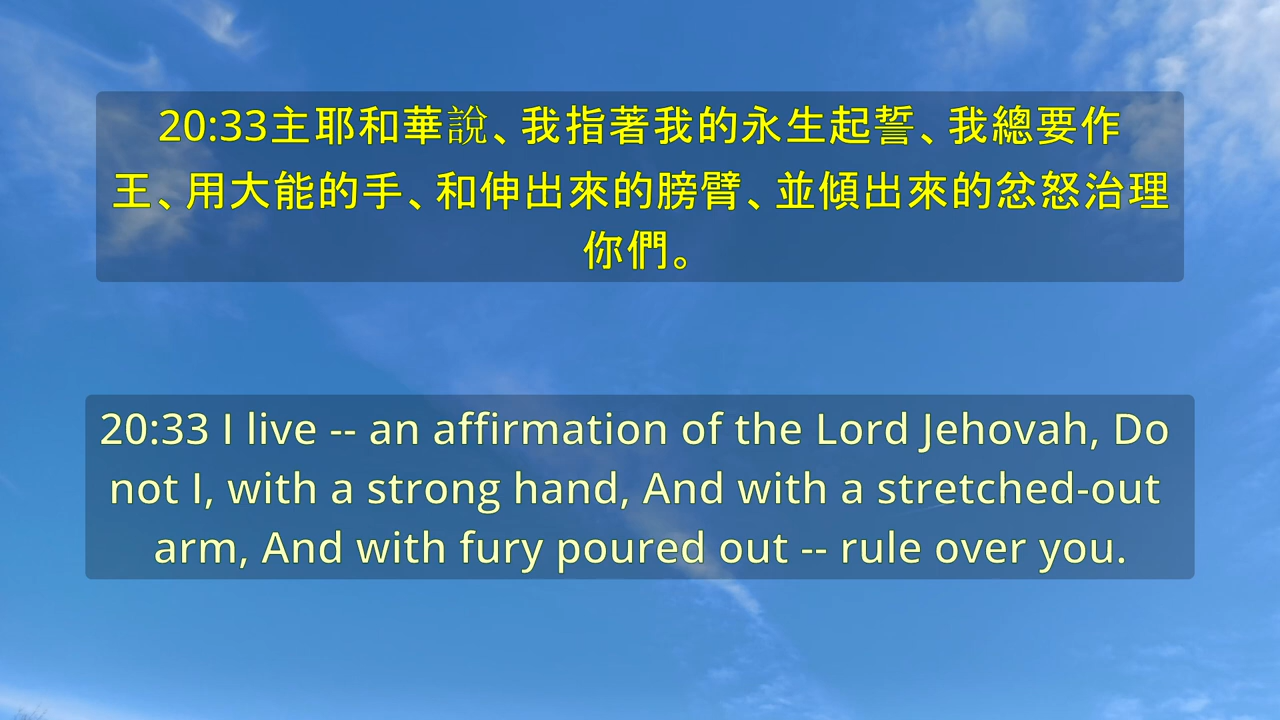 20:33主耶和華說、我指著我的永生起誓、我總要作
王、用大能的手、和伸出來的膀臂、並傾出來的忿怒治理
你們。
20:33 I live -- an affirmation of the Lord Jehovah, Do
not I, with a strong hand, And with a stretched-out
arm, And with fury poured out -- rule over you.